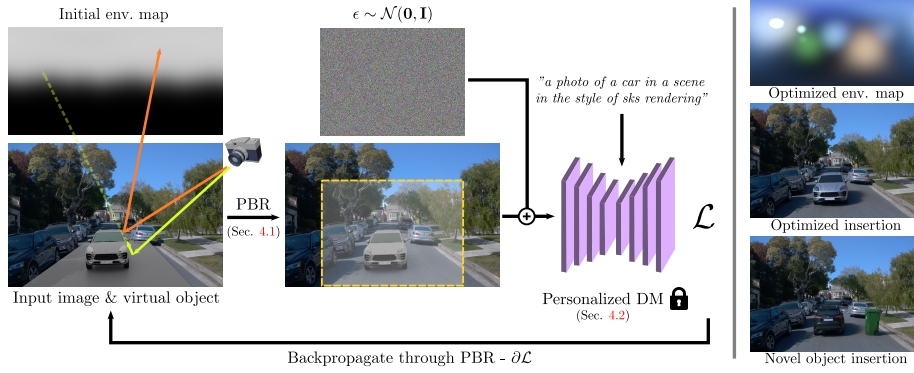 Initial env. map
ϵ ∼ 𝒩(0, I)
"a photo of a car in a scene
in the style of sks rendering"
PBR
(Sec. 4.1)
+
ℒ
Input image & virtual object
Personalized DM
(Sec. 4.2)
Backpropagate through PBR - ∂ℒ
Optimized env. map
Optimized insertion
Novel object insertion